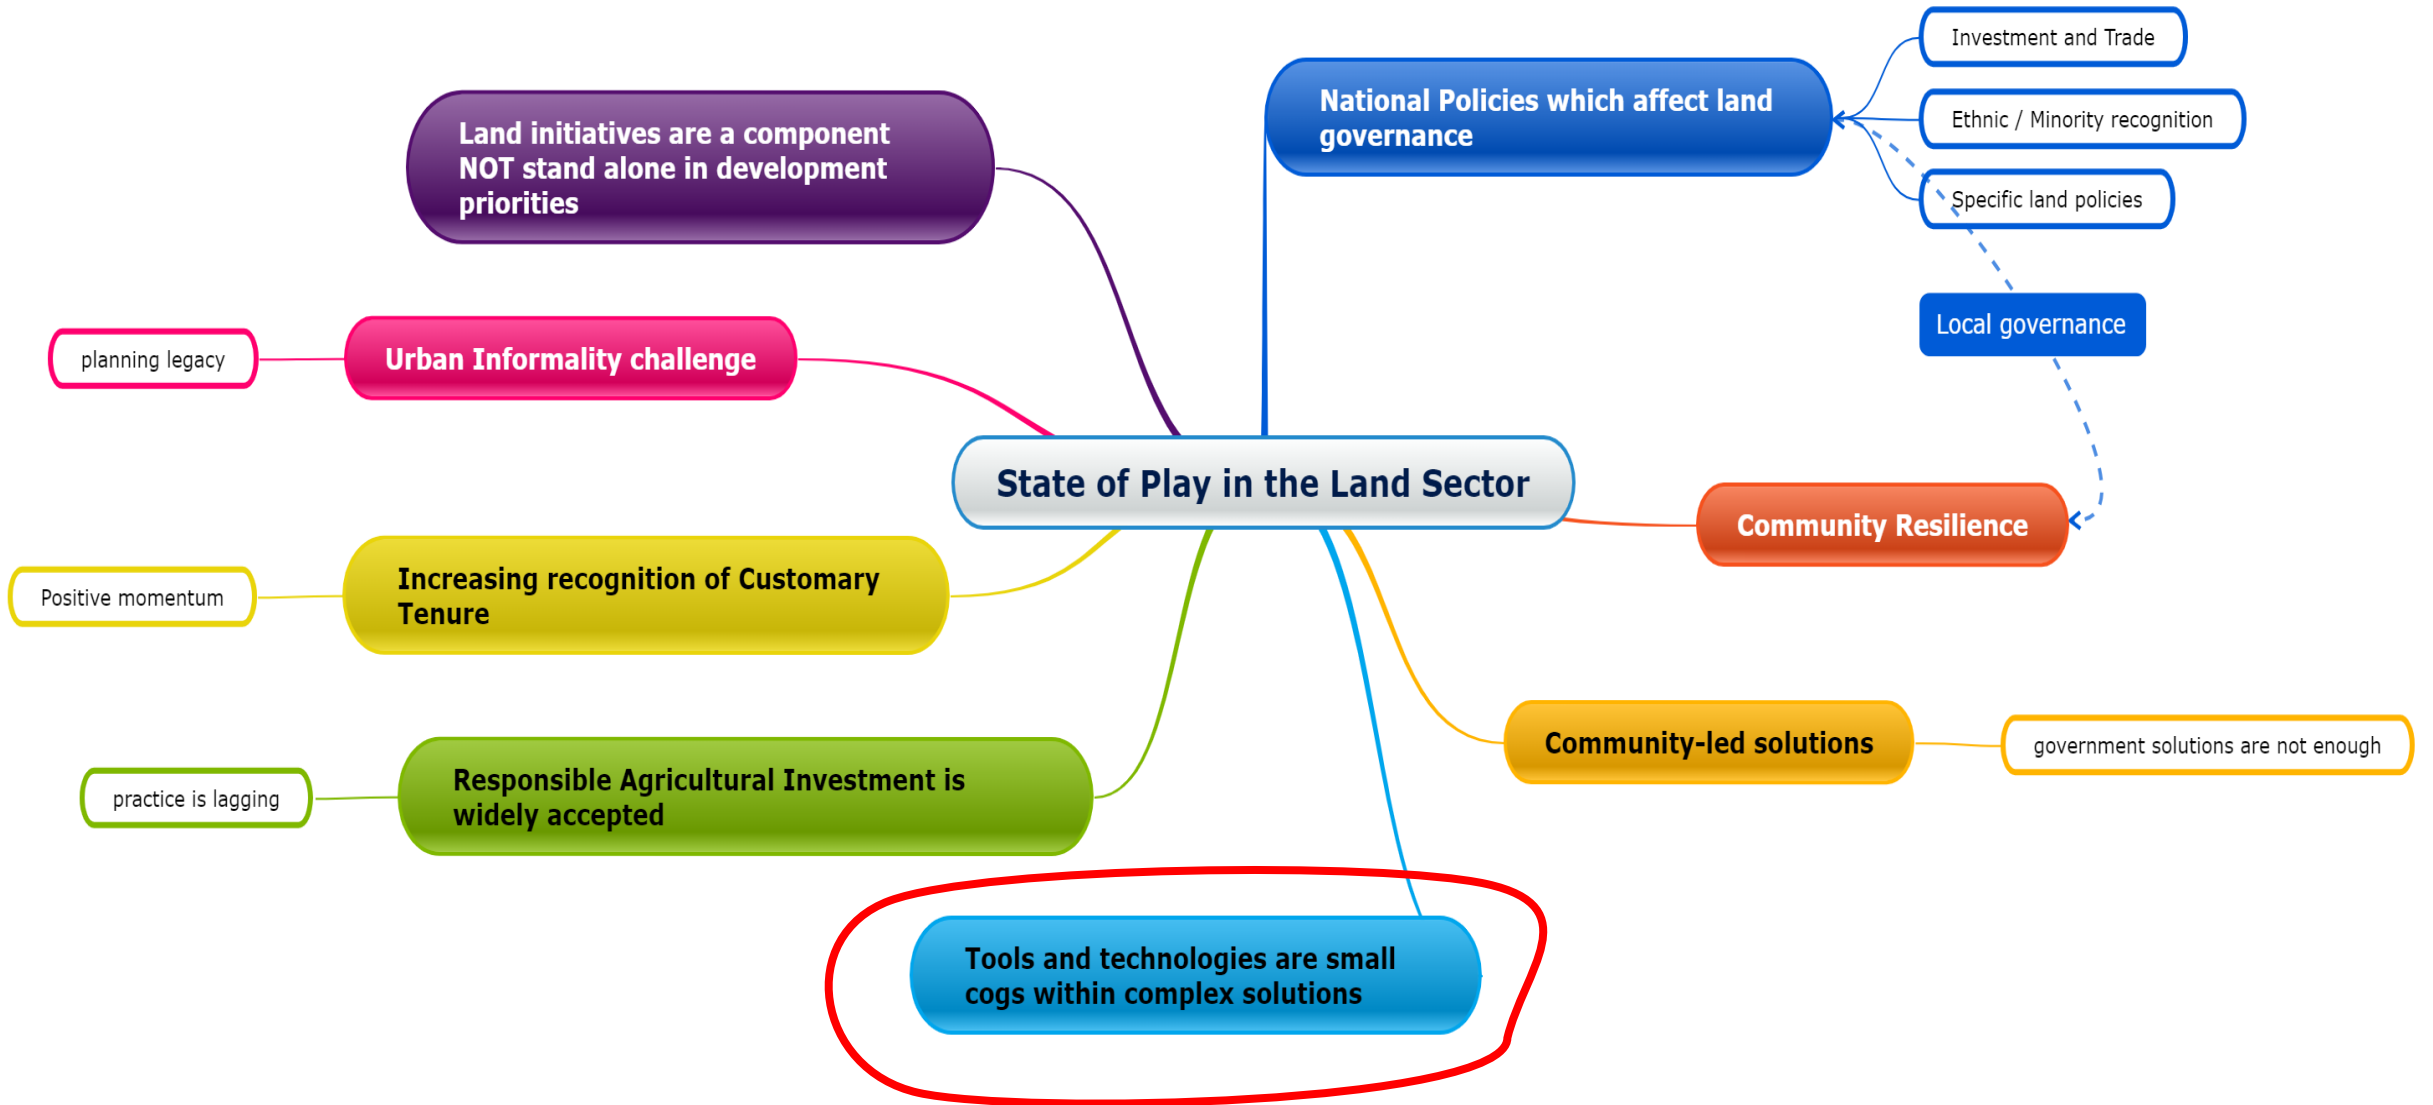 State of Play in the Land Sector
National Policies which affect land
governance
Investment and Trade
Ethnic / Minority recognition
Specific land policies
Local governance
Community Resilience
Community-led solutions
government solutions are not enough
Tools and technologies are small
cogs within complex solutions
Responsible Agricultural Investment is
widely accepted
practice is lagging
Increasing recognition of Customary
Tenure
Positive momentum
Urban Informality challenge
planning legacy
Land initiatives are a component
NOT stand alone in development
priorities